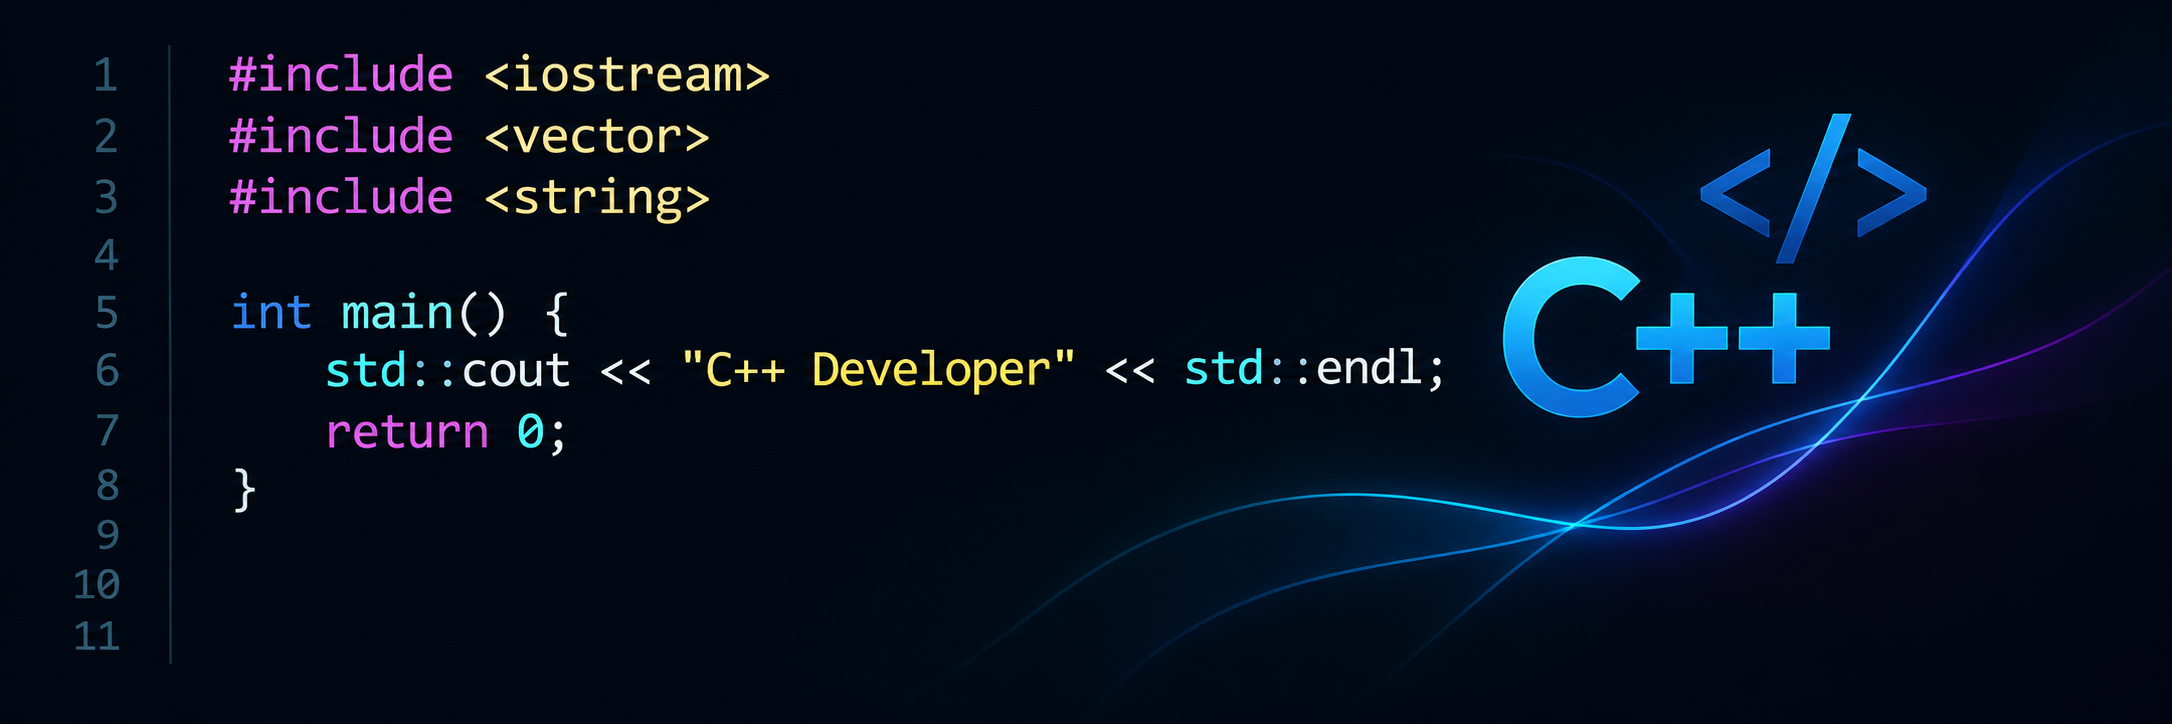 1 #include <iostream>
2 #include <vector>
3 #include <string>
4
5 int main() {
6    std::cout << "C++ Developer" << std::endl;
7    return 0;
8 }
9
10
11
</>
C++